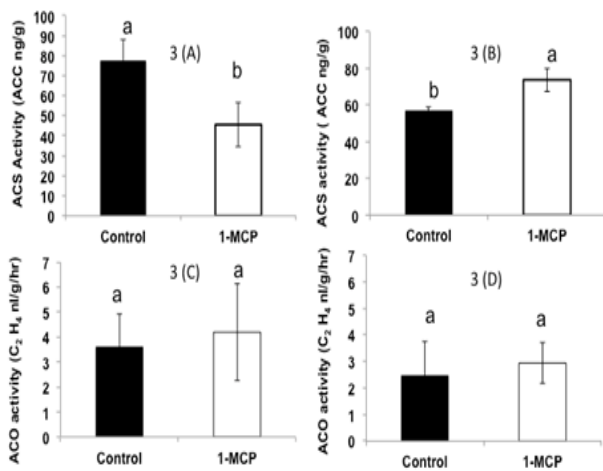 ACS Activity (ACC ng/g)
100
90
80
70
60
50
40
30
20
10
0
a
3 (A)
b
Control
1-MCP
ACS activity ( ACC ng/g)
100
80
60
40
20
0
b
3 (B)
a
Control
1-MCP
ACO activity (C₂ H₄ nl/g/hr)
7
6
5
4
3
2
1
0
a
3 (C)
a
Control
1-MCP
ACO activity (C₂ H₄ nl/g/hr)
7
6
5
4
3
2
1
0
a
3 (D)
a
Control
1-MCP